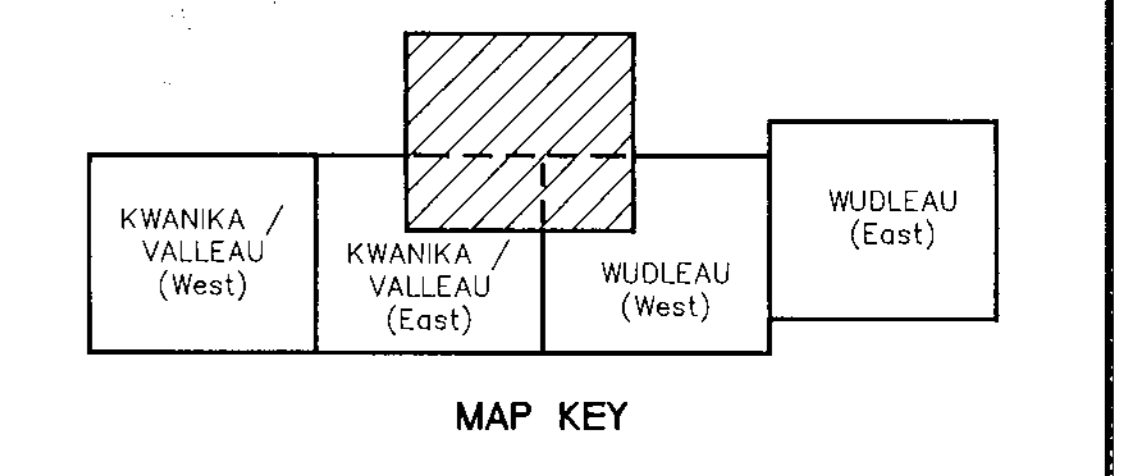 KWANIKA /
VALLEAU
(West)
KWANIKA /
VALLEAU
(East)
WUDLEAU
(West)
WUDLEAU
(East)
MAP KEY